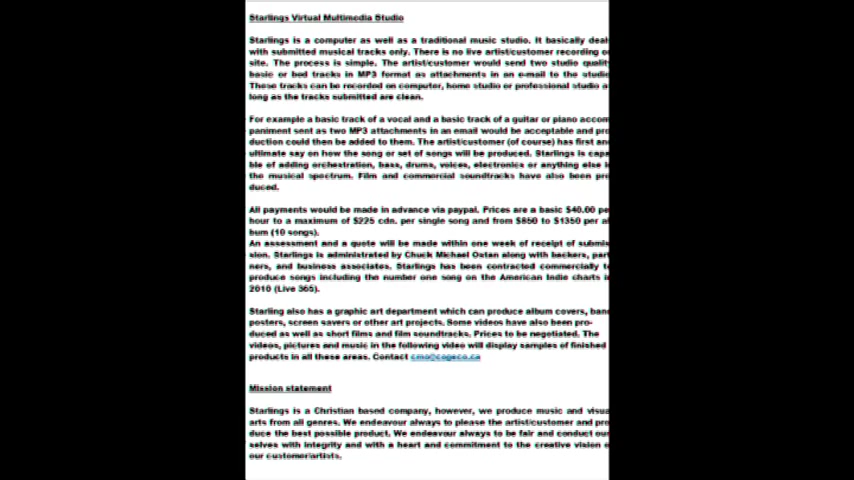 Starlings Virtual Multimedia Studio
Starlings is a computer as well as a traditional music studio. It basically deal
with submitted musical tracks only. There is no live artist/customer recording o
site. The process is simple. The artist/customer would send two studio quality
basic or bed tracks in MP3 format as attachments in an e-mail to the studio
These tracks can be recorded on computer, home studio or professional studio a
long as the tracks submitted are clean.
For example a basic track of a vocal and a basic track of a guitar or piano accom
paniment sent as two MP3 attachments in an email would be acceptable and pro
duction could then be added to them. The artist/customer (of course) has first an
ultimate say on how the song or set of songs will be produced. Starlings is capa
ble of adding orchestration, bass, drums, voices, electronics or anything else i
the musical spectrum. Film and commercial soundtracks have also been pro
duced.
All payments would be made in advance via paypal. Prices are a basic $40.00 pe
hour to a maximum of $225 cdn. per single song and from $850 to $1350 per al
bum (10 songs).
An assessment and a quote will be made within one week of receipt of submis
sion. Starlings is administrated by Chuck Michael Ostan along with backers, part
ners, and business associates. Starlings has been contracted commercially t
produce songs including the number one song on the American Indie charts i
2010 (Live 365).
Starling also has a graphic art department which can produce album covers, ban
posters, screen savers or other art projects. Some videos have also been pro-
duced as well as short films and film soundtracks. Prices to be negotiated. The
videos, pictures and music in the following video will display samples of finished
products in all these areas. Contact cmo@cogeco.ca
Mission statement
Starlings is a Christian based company, however, we produce music and visua
arts from all genres. We endeavour always to please the artist/customer and pro
duce the best possible product. We endeavour always to be fair and conduct our
selves with integrity and with a heart and commitment to the creative vision o
our customer/artists.